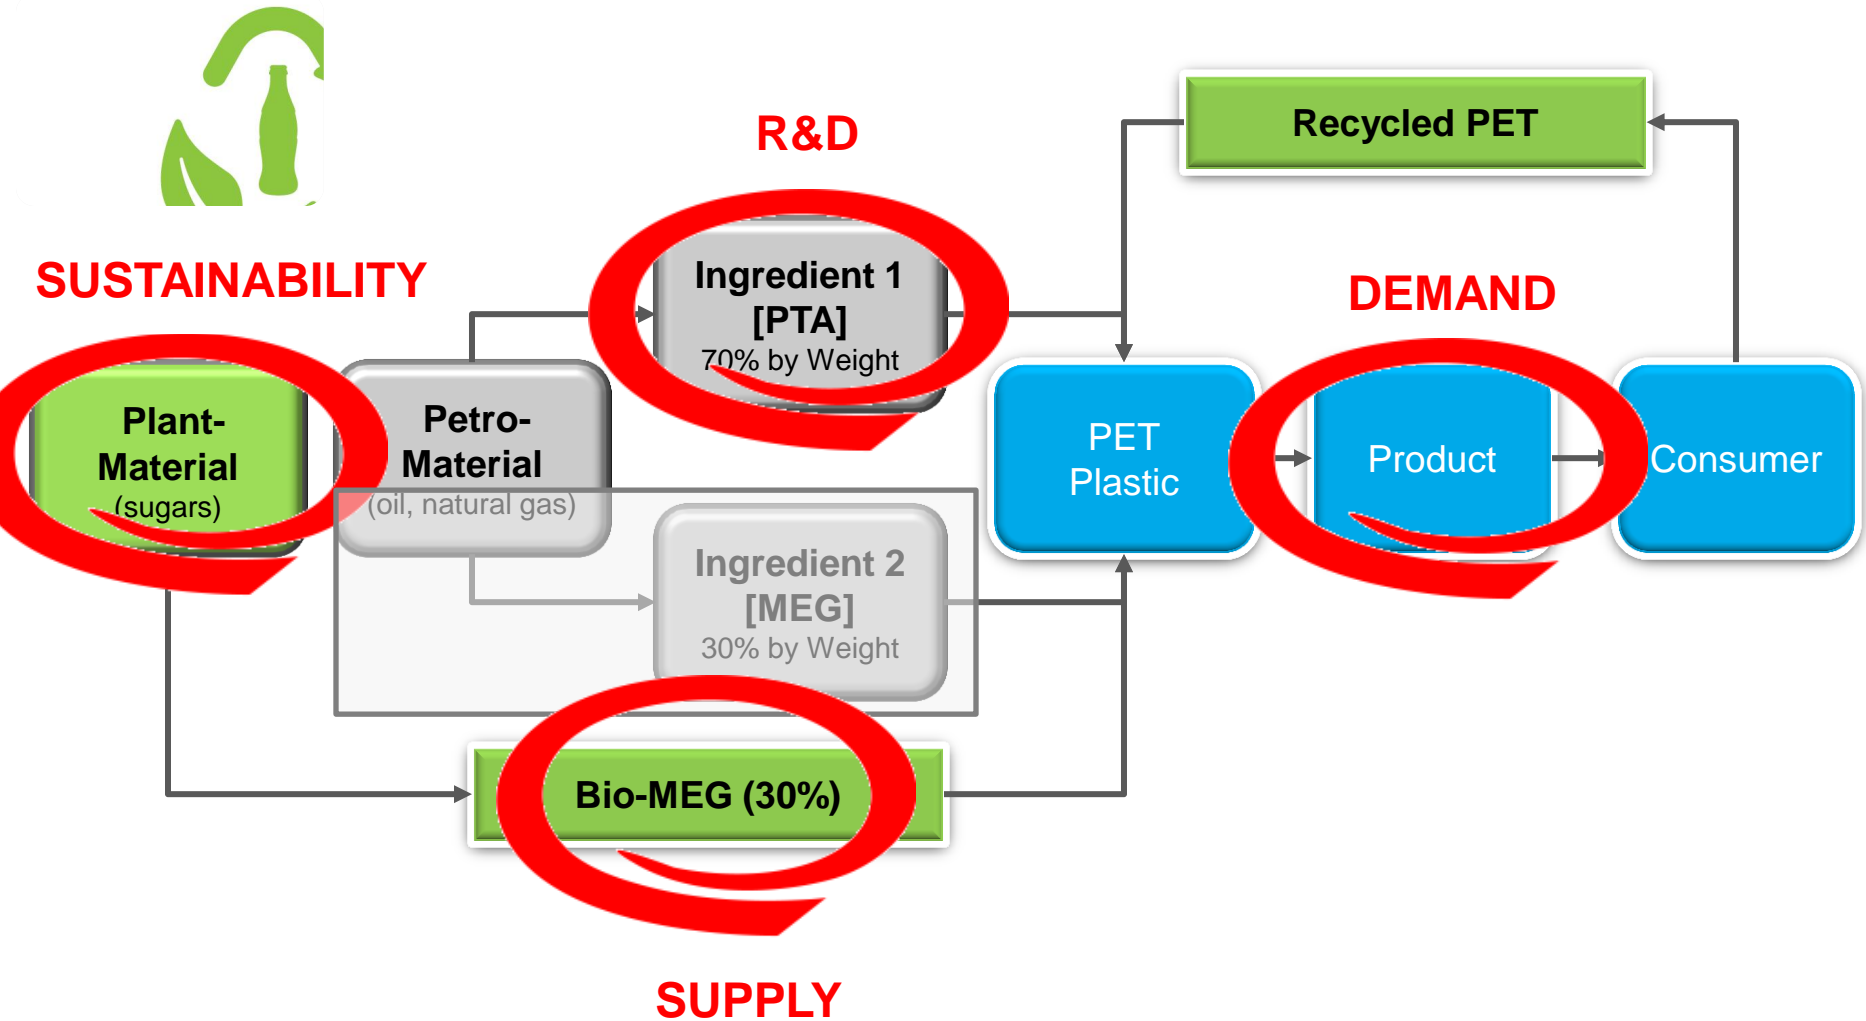 R&D
Recycled PET
SUSTAINABILITY
Ingredient 1
[PTA]
70% by Weight
DEMAND
Plant-
Material
(sugars)
Petro-
Material
(oil, natural gas)
PET
Plastic
Product
Consumer
Ingredient 2
[MEG]
30% by Weight
Bio-MEG (30%)
SUPPLY